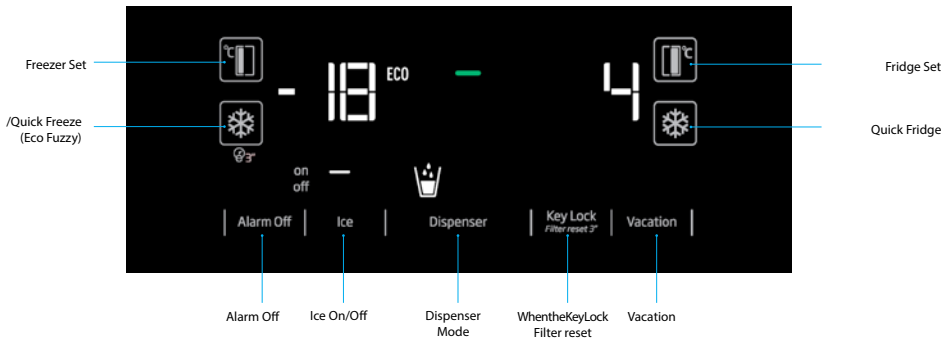 °C
°C
Freezer Set
- 18
ECO
4
Fridge Set
/Quick Freeze
(Eco Fuzzy)
Quick Fridge
3"
on
off
Alarm Off
Ice
Dispenser
Key Lock
Filter reset 3"
Vacation
Alarm Off
Ice On/Off
Dispenser
Mode
WhentheKeyLock
Filter reset
Vacation